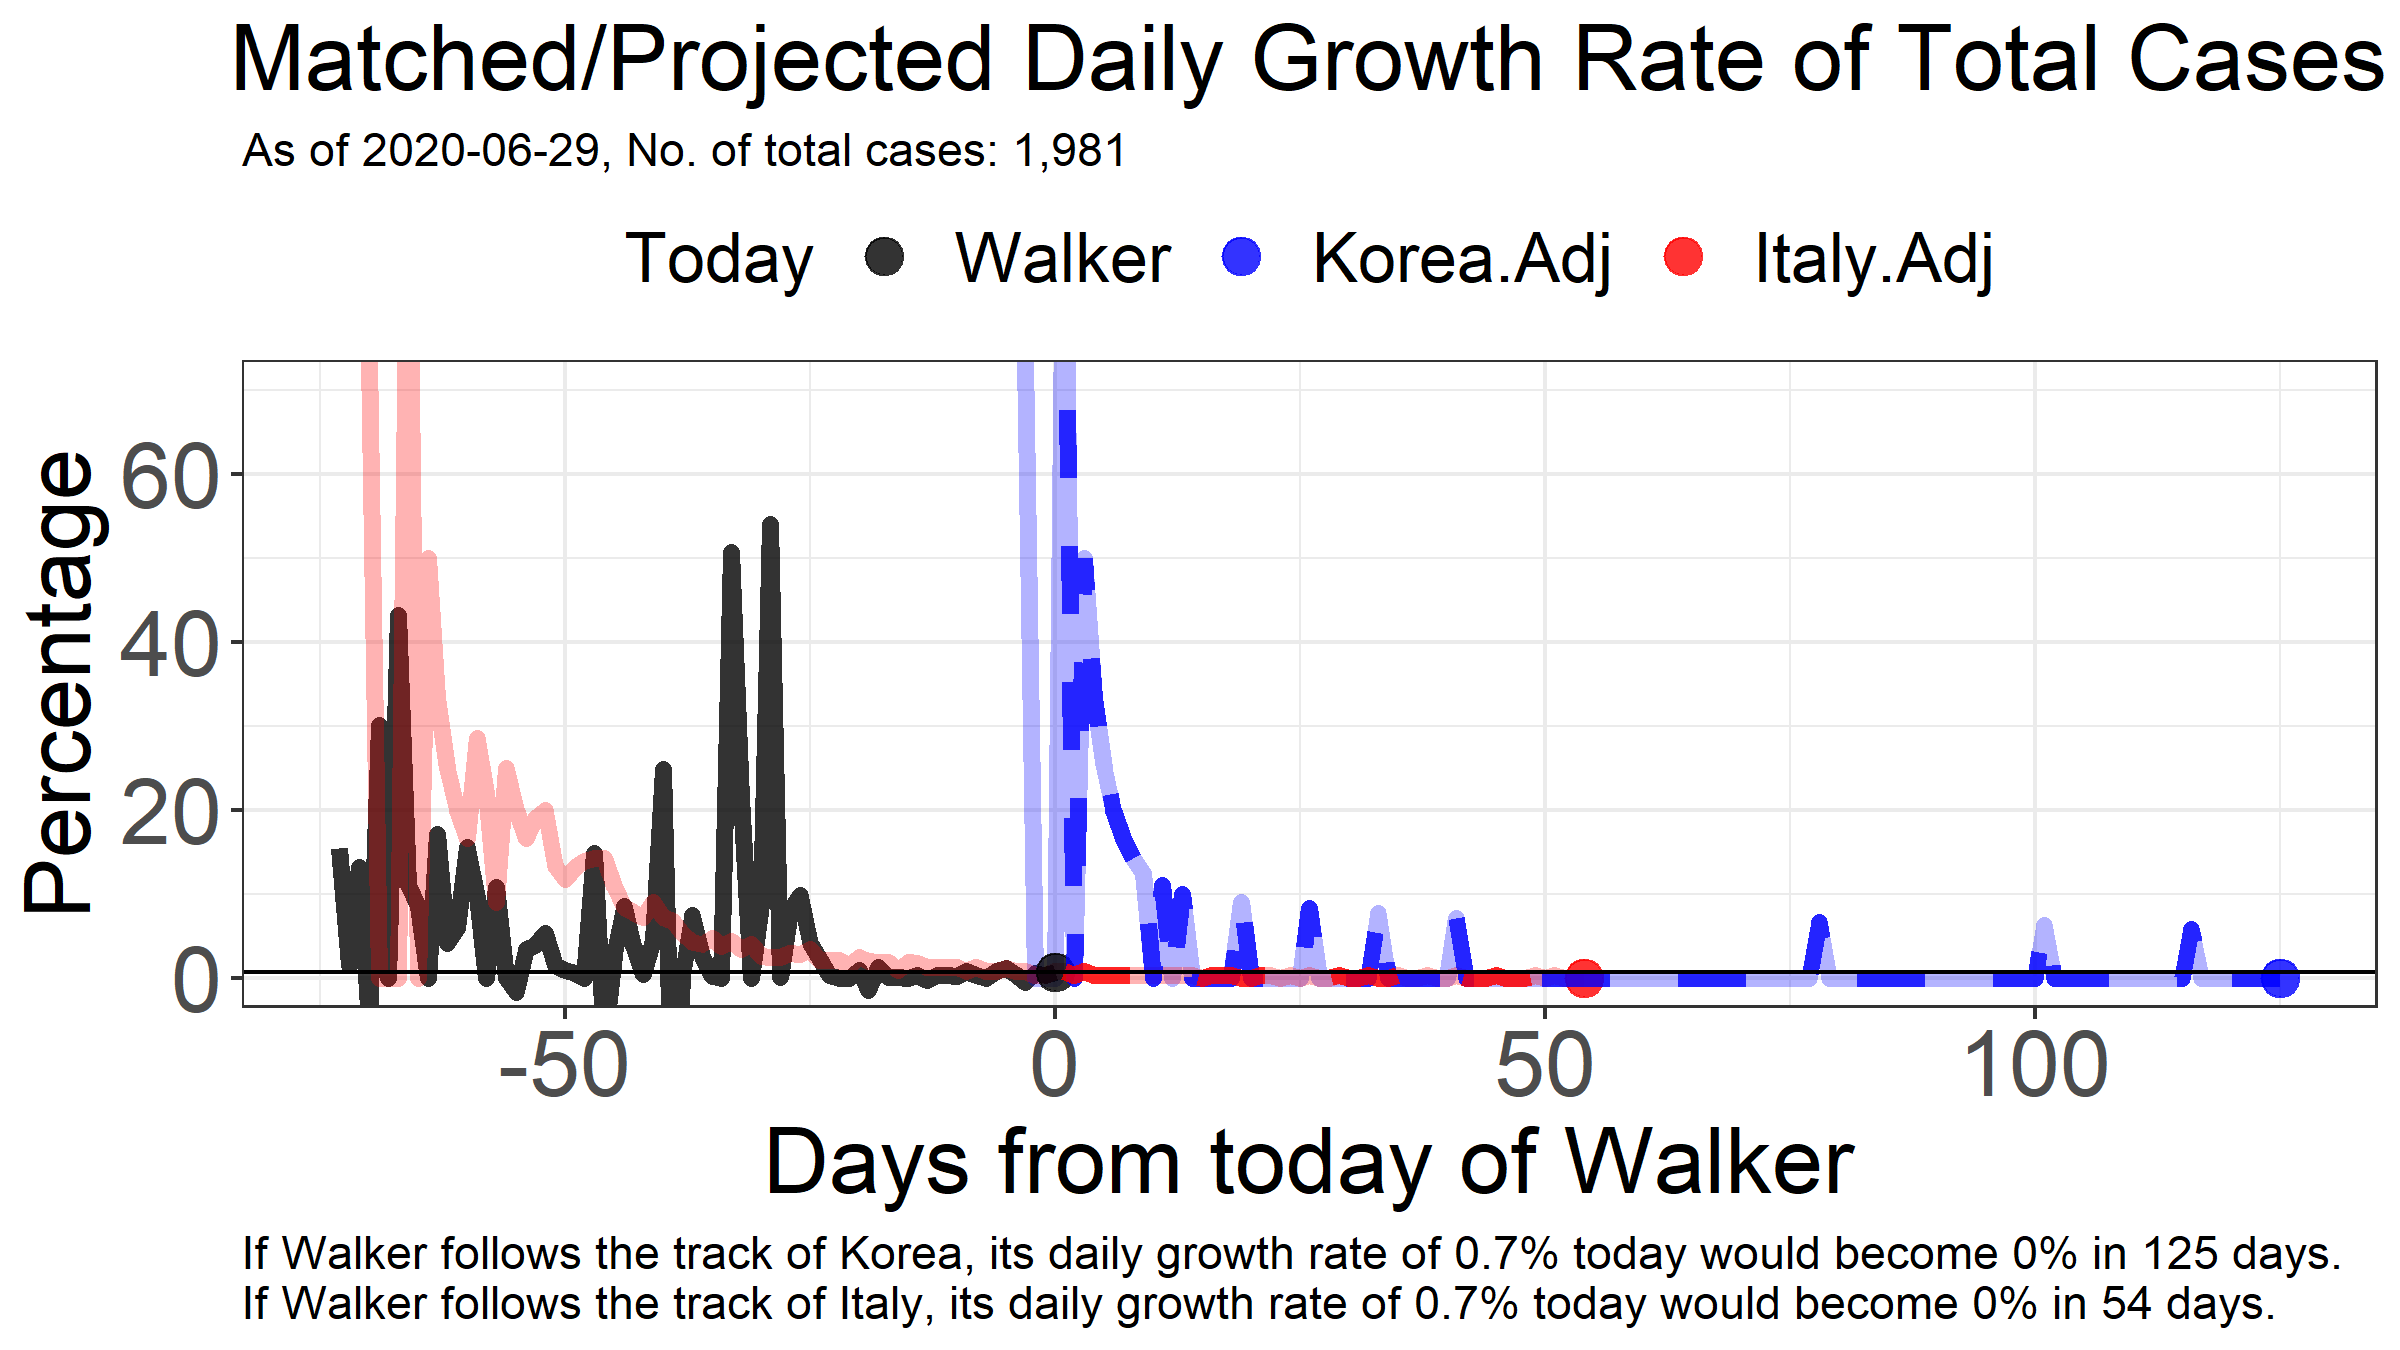 Matched/Projected Daily Growth Rate of Total Cases
As of 2020-06-29, No. of total cases: 1,981
Today Walker Korea.Adj Italy.Adj
Percentage
60
40
20
0
-50 0 50 100
Days from today of Walker
If Walker follows the track of Korea, its daily growth rate of 0.7% today would become 0% in 125 days.
If Walker follows the track of Italy, its daily growth rate of 0.7% today would become 0% in 54 days.